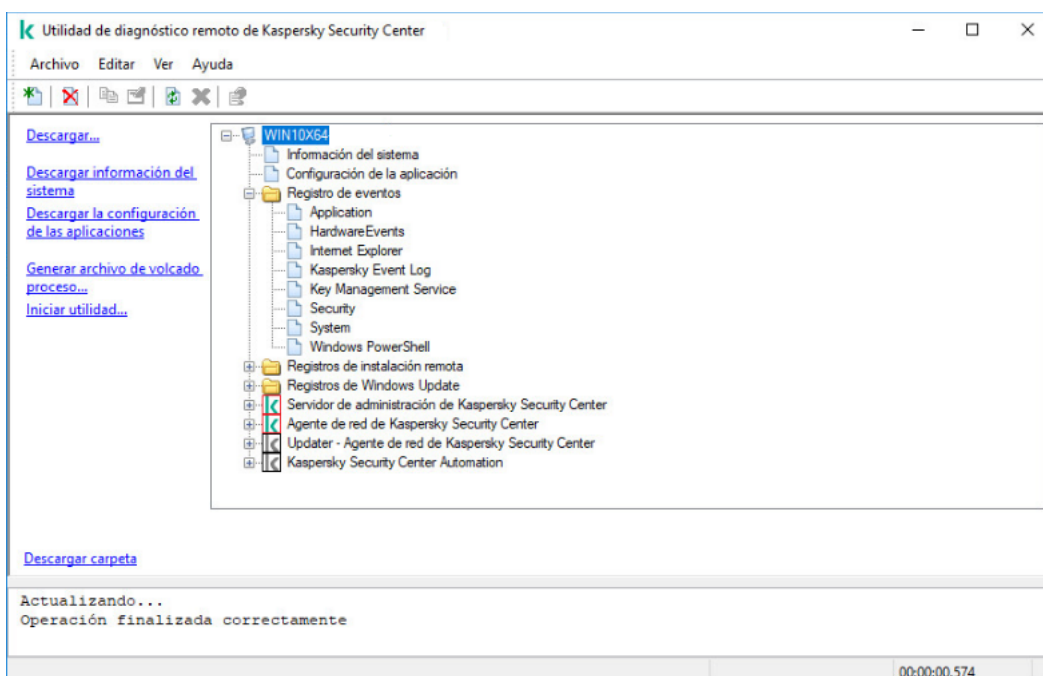 Utilidad de diagnóstico remoto de Kaspersky Security Center
Archivo Editar Ver Ayuda
Descargar...
Descargar información del
sistema
Descargar la configuración
de las aplicaciones
Generar archivo de volcado
proceso...
Iniciar utilidad...
WIN10X64
Información del sistema
Configuración de la aplicación
Registro de eventos
Application
HardwareEvents
Internet Explorer
Kaspersky Event Log
Key Management Service
Security
System
Windows PowerShell
Registros de instalación remota
Registros de Windows Update
Servidor de administración de Kaspersky Security Center
Agente de red de Kaspersky Security Center
Updater - Agente de red de Kaspersky Security Center
Kaspersky Security Center Automation
Descargar carpeta
Actualizando...
Operación finalizada correctamente
00:00:00.574